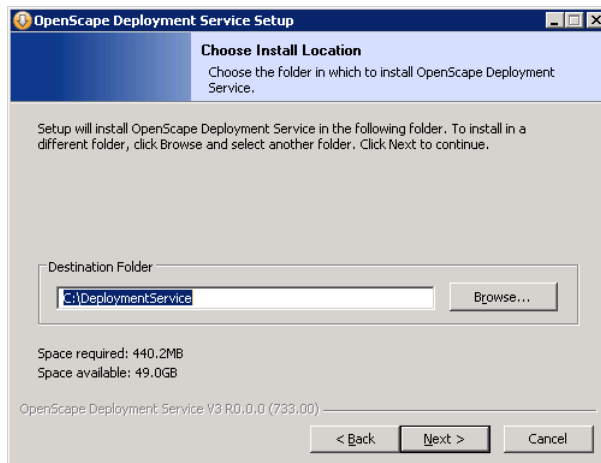 OpenScape Deployment Service Setup
Choose Install Location
Choose the folder in which to install OpenScape Deployment
Service.
Setup will install OpenScape Deployment Service in the following folder. To install in a
different folder, click Browse and select another folder. Click Next to continue.
Destination Folder
C:\DeploymentService
Browse...
Space required: 440.2MB
Space available: 49.0GB
OpenScape Deployment Service V3 R0.0.0 (733.00)
< Back
Next >
Cancel